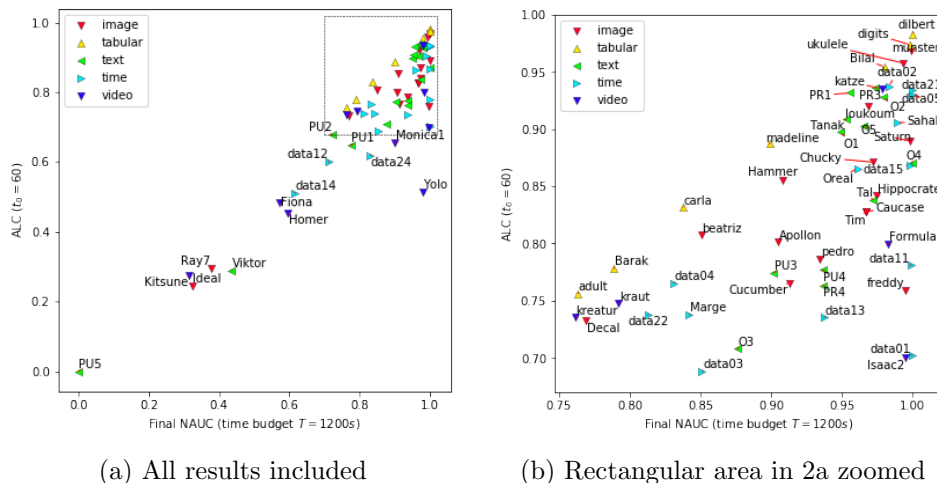 1.0
0.8
0.6
0.4
0.2
0.0
ALC (t₀ = 60)
image
tabular
text
time
video
PU2
PU1
Monica1
data12
data24
data14
Yolo
Fiona
Homer
Ray7
Viktor
Kitsune
Ideal
PU5
0.0 0.2 0.4 0.6 0.8 1.0
Final NAUC (time budget T = 1200s)
(a) All results included
1.00
0.95
0.90
0.85
0.80
0.75
0.70
ALC (t₀ = 60)
image
tabular
text
time
video
dilbert
digits
munster
ukulele
Bilal
data02
katze
data21
PR1
PR3
data05
O2
loukoum
Sahak
Tanak
O5
O1
Saturn
madeline
Chucky
O4
data15
Hammer
Oreal
Tal
Hippocrate
Caucase
carla
Tim
beatriz
Apollon
Formula
pedro
data11
Barak
PU3
data04
PU4
freddy
adult
Cucumber
PR4
kraut
kreatur
Marge
data22
data13
Decal
O3
data01
data03
Isaac2
0.75 0.80 0.85 0.90 0.95 1.00
Final NAUC (time budget T = 1200s)
(b) Rectangular area in 2a zoomed